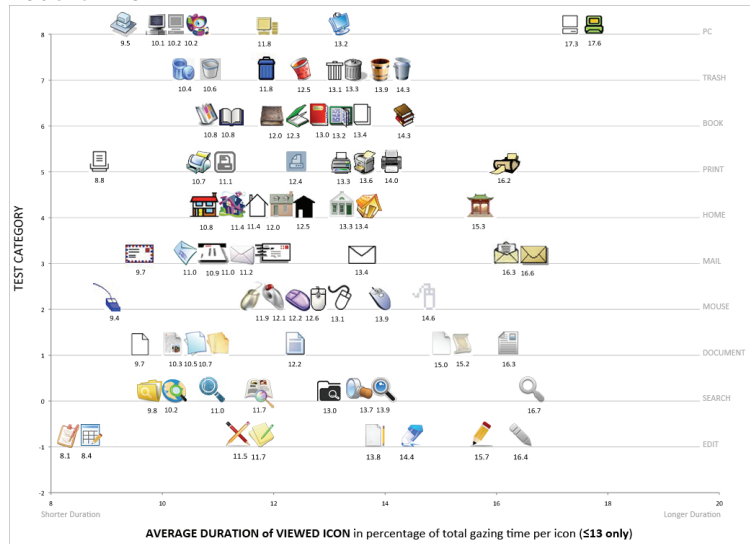 8
9.5 10.1 10.2 10.2 11.8 13.2 17.3 17.6
PC
7
10.4 10.6 11.8 12.5 13.1 13.3 13.9 14.3
TRASH
6
10.8 10.8 12.0 12.3 13.0 13.2 13.4 14.3
BOOK
5
8.8 10.7 11.1 12.4 13.3 13.6 14.0 16.2
PRINT
4
10.8 11.4 11.4 12.0 12.5 13.3 13.4 15.3
HOME
3
9.7 11.0 10.9 11.0 11.2 13.4 16.3 16.6
MAIL
2
9.4 11.9 12.1 12.2 12.6 13.1 13.9 14.6
MOUSE
1
9.7 10.3 10.5 10.7 12.2 15.0 15.2 16.3
DOCUMENT
0
9.8 10.2 11.0 11.7 13.0 13.7 13.9 16.7
SEARCH
-1
8.1 8.4 11.5 11.7 13.8 14.4 15.7 16.4
EDIT
-2
TEST CATEGORY
8 10 12 14 16 18 20
Shorter Duration Longer Duration
AVERAGE DURATION of VIEWED ICON in percentage of total gazing time per icon (≤13 only)